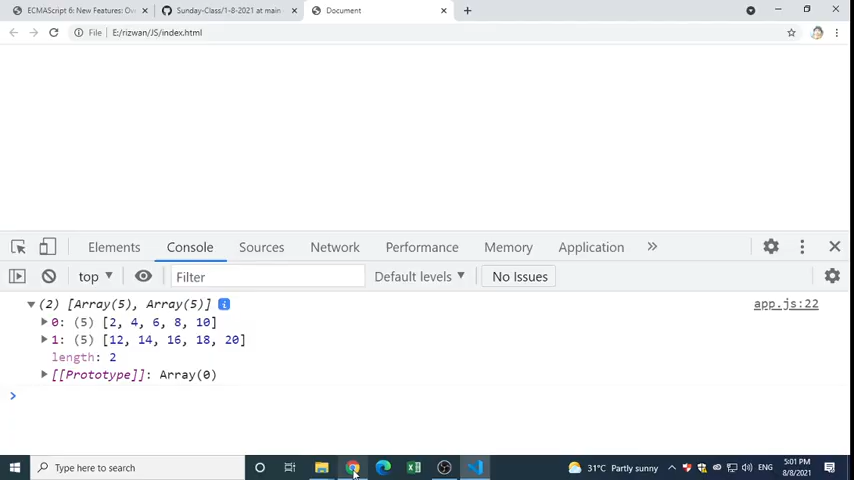 ECMAScript 6: New Features: Ov
Sunday-Class/1-8-2021 at main
Document
File | E:/rizwan/JS/index.html
Elements Console Sources Network Performance Memory Application »
top ▼ Filter Default levels ▼ No Issues
(2) [Array(5), Array(5)] i app.js:22
0: (5) [2, 4, 6, 8, 10]
1: (5) [12, 14, 16, 18, 20]
length: 2
[[Prototype]]: Array(0)
>
Type here to search
31°C Partly sunny
ENG
5:01 PM
8/8/2021